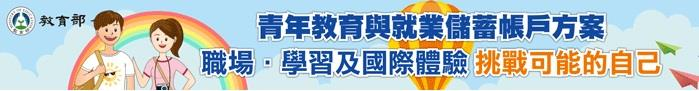 教育部
青年教育與就業儲蓄帳戶方案
職場·學習及國際體驗 挑戰可能的自己